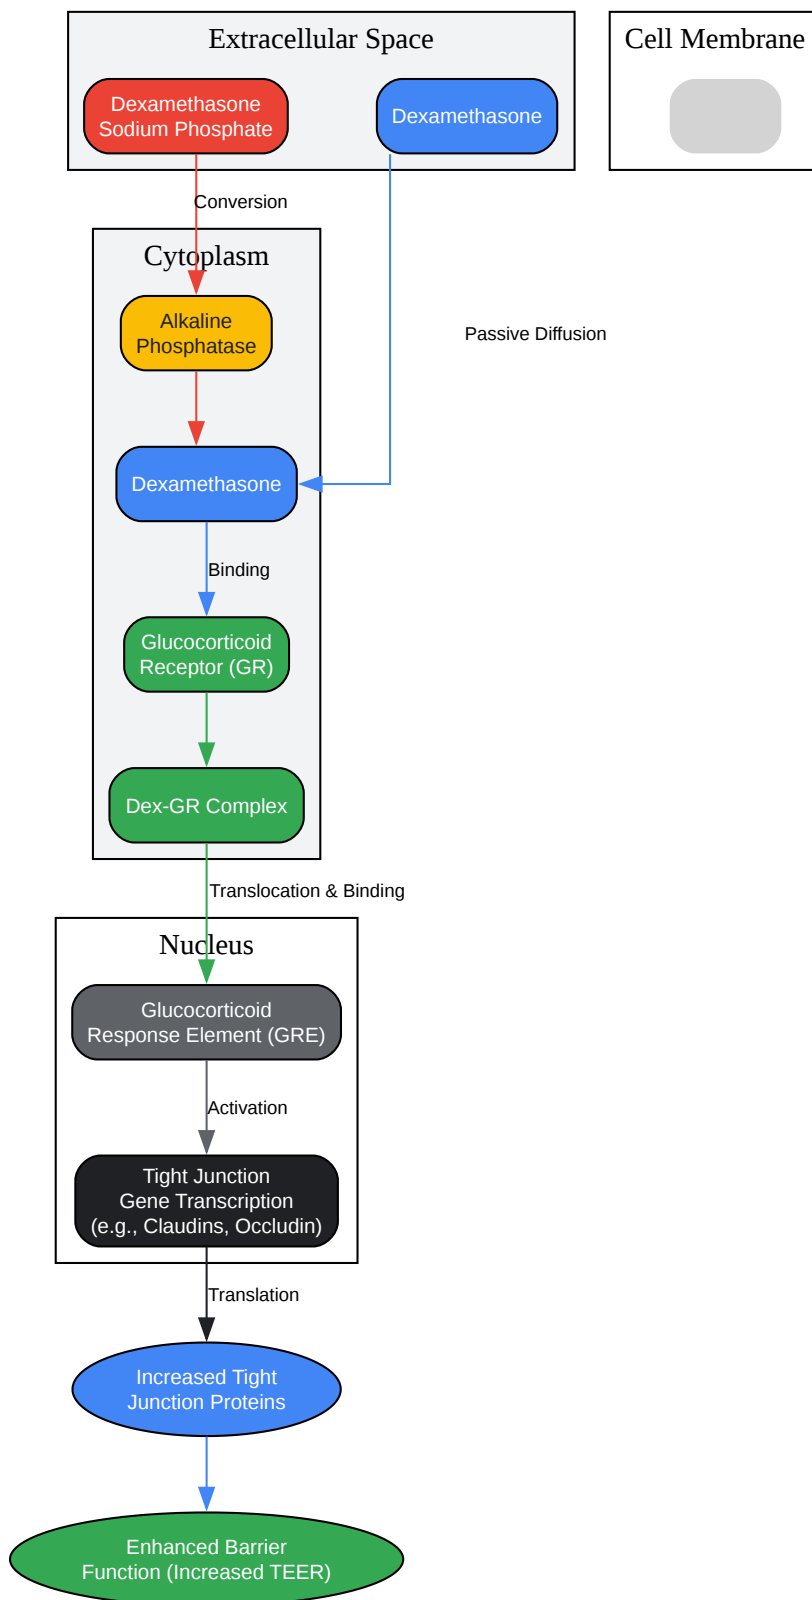 Extracellular Space
Cell Membrane
Dexamethasone
Sodium Phosphate
Dexamethasone
Conversion
Cytoplasm
Alkaline
Phosphatase
Passive Diffusion
Dexamethasone
Binding
Glucocorticoid
Receptor (GR)
Dex-GR Complex
Translocation & Binding
Nucleus
Glucocorticoid
Response Element (GRE)
Activation
Tight Junction
Gene Transcription
(e.g., Claudins, Occludin)
Translation
Increased Tight
Junction Proteins
Enhanced Barrier
Function (Increased TEER)